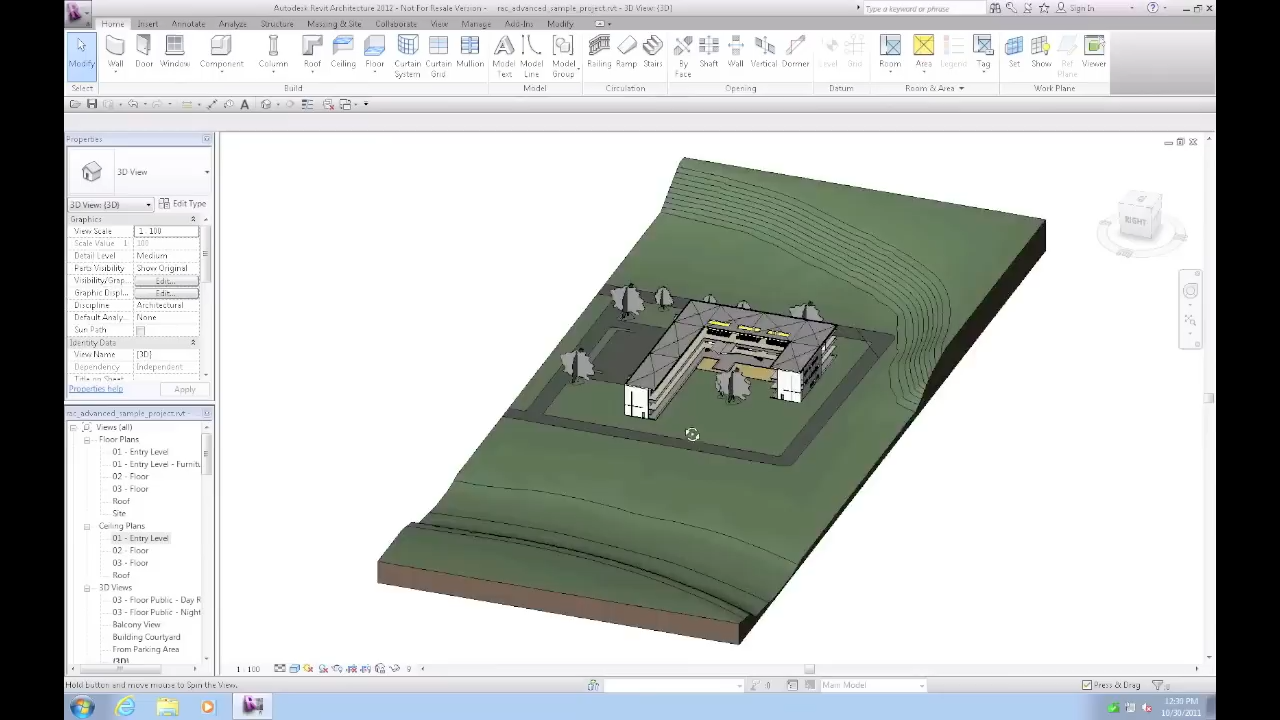 Autodesk Revit Architecture 2012 - Not For Resale Version - rac_advanced_sample_project.rvt - 3D View: {3D}
Type a keyword or phrase
Sign In
Home Insert Annotate Analyze Structure Massing & Site Collaborate View Manage Add-Ins Modify
Modify Wall Door Window Component Column Roof Ceiling Floor Curtain System Curtain Grid Mullion Model Text Model Line Model Group Railing Ramp Stairs By Face Shaft Wall Vertical Dormer Level Grid Room Area Legend Tag Set Show Ref Plane Viewer
Select Build Model Circulation Opening Datum Room & Area Work Plane
Properties
3D View
3D View: {3D} Edit Type
Graphics
View Scale 1 : 100
Scale Value 1: 100
Detail Level Medium
Parts Visibility Show Original
Visibility/Grap... Edit...
Graphic Displ... Edit...
Discipline Architectural
Default Analy... None
Sun Path
Identity Data
View Name {3D}
Dependency Independent
Title on Sheet
Properties help Apply
rac_advanced_sample_project.rvt -
Views (all)
Floor Plans
01 - Entry Level
01 - Entry Level - Furnitu
02 - Floor
03 - Floor
Roof
Site
Ceiling Plans
01 - Entry Level
02 - Floor
03 - Floor
Roof
3D Views
03 - Floor Public - Day R
03 - Floor Public - Night
Balcony View
Building Courtyard
From Parking Area
{3D}
RIGHT
1 : 100
Hold button and move mouse to Spin the View.
:0
Main Model
Press & Drag
12:30 PM
10/30/2011